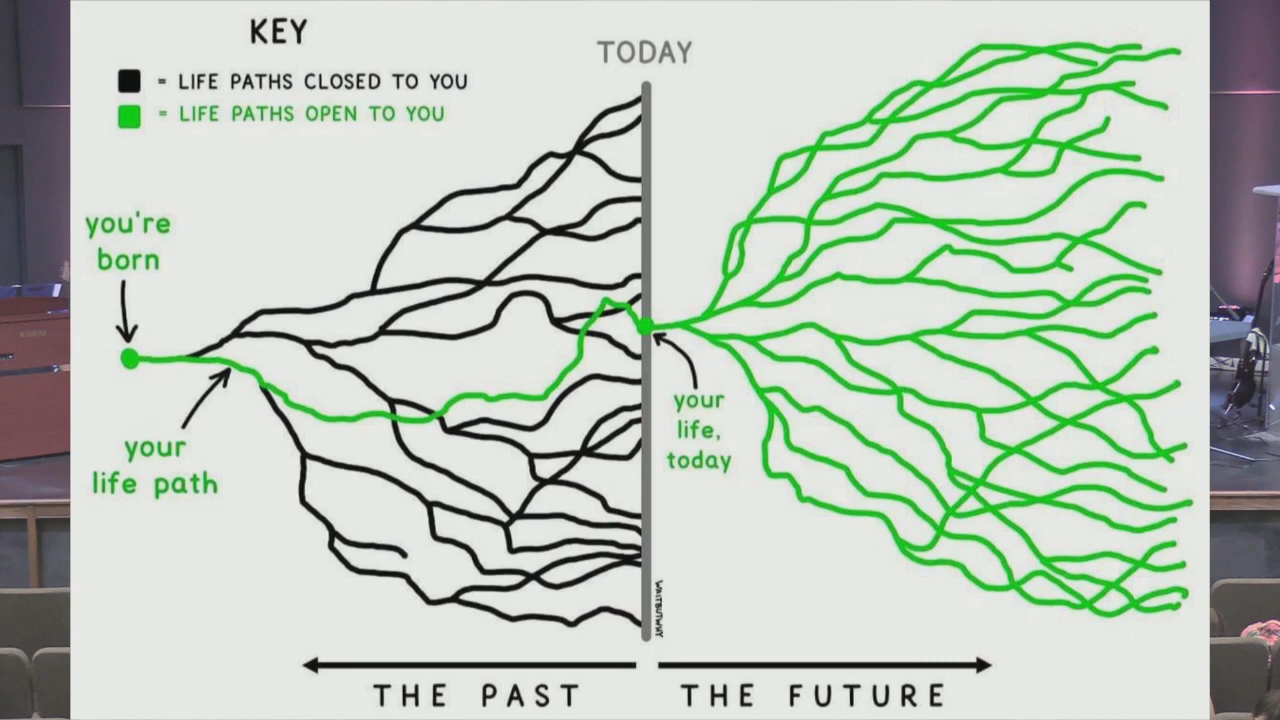 KEY
= LIFE PATHS CLOSED TO YOU
= LIFE PATHS OPEN TO YOU
TODAY
you're
born
your
life path
your
life,
today
WAITBUTWHY
THE PAST
THE FUTURE